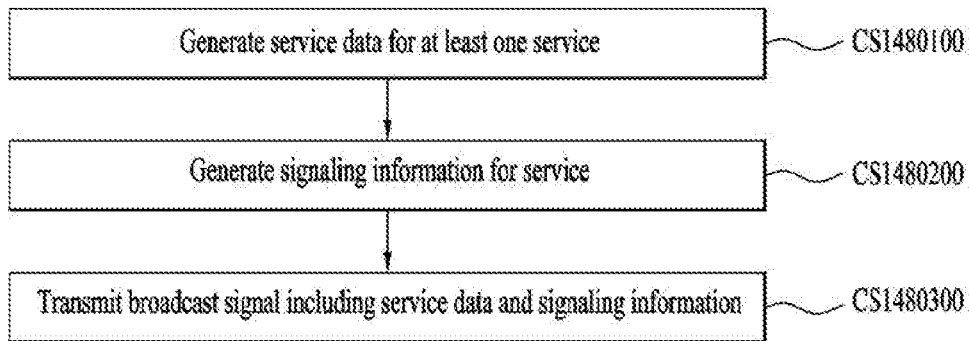 Generate service data for at least one service
CS1480100
Generate signaling information for service
CS1480200
Transmit broadcast signal including service data and signaling information
CS1480300